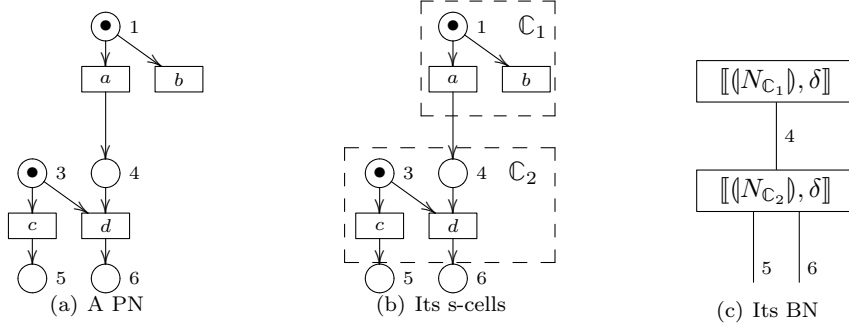 1
a
b
3
4
c
d
5
6
(a) A PN
1
ℂ₁
a
b
3
4
ℂ₂
c
d
5
6
(b) Its s-cells
⟦⦇N_ℂ₁⦈, δ⟧
4
⟦⦇N_ℂ₂⦈, δ⟧
5
6
(c) Its BN